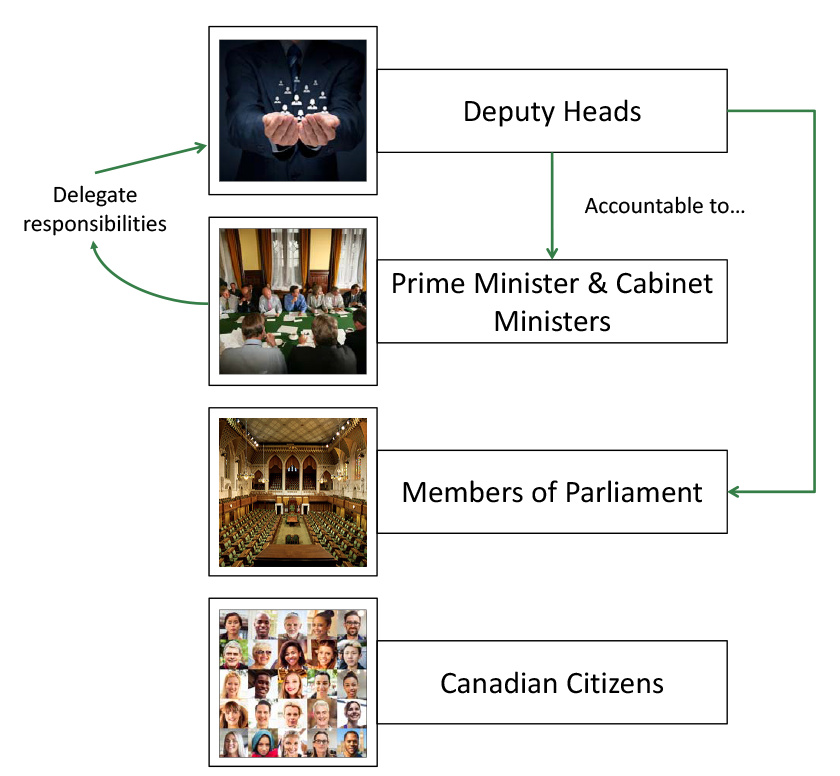 Deputy Heads
Delegate
responsibilities
Accountable to…
Prime Minister & Cabinet
Ministers
Members of Parliament
Canadian Citizens